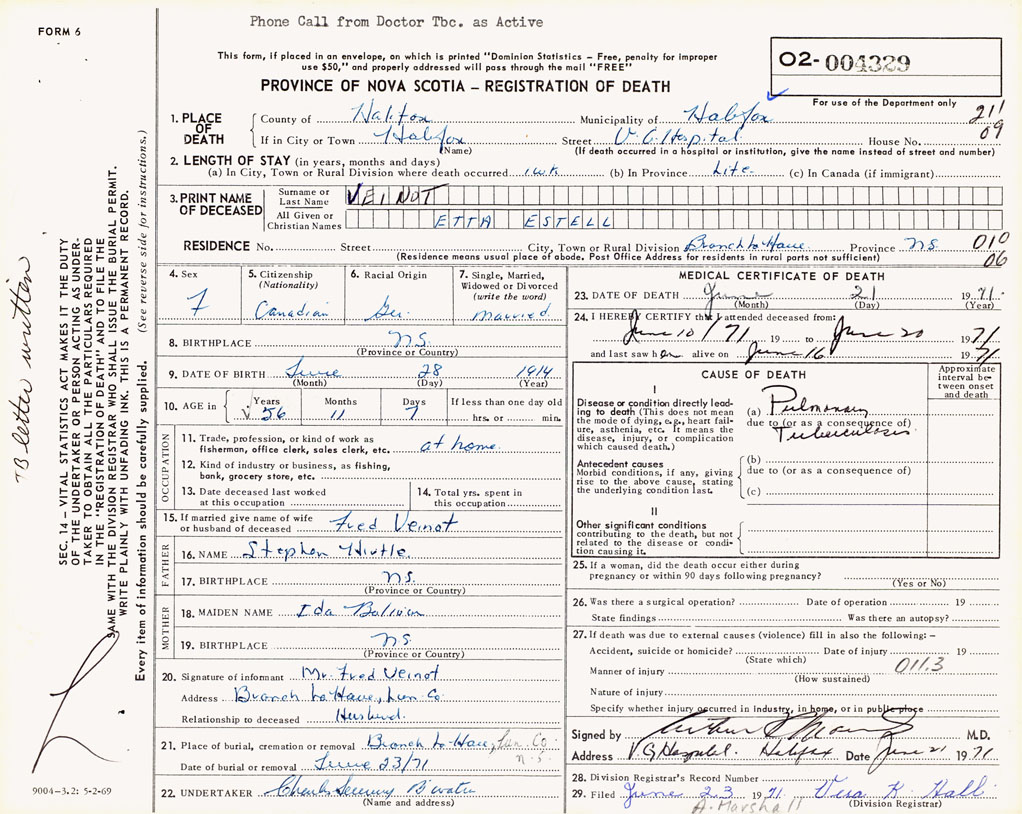 Phone Call from Doctor Tbc. as Active
FORM 6
This form, if placed in an envelope, on which is printed "Dominion Statistics – Free, penalty for improper
use $50," and properly addressed will pass through the mail "FREE"
02-004329
PROVINCE OF NOVA SCOTIA – REGISTRATION OF DEATH
For use of the Department only
211
09
1. PLACE OF DEATH
County of Halifax Municipality of Halifax
If in City or Town Halifax Street V G Hospital House No.
(Name) (If death occurred in a hospital or institution, give the name instead of street and number)
2. LENGTH OF STAY (in years, months and days)
(a) In City, Town or Rural Division where death occurred 1 wk (b) In Province Life (c) In Canada (if immigrant)
3. PRINT NAME OF DECEASED
Surname or Last Name VEINOT
All Given or Christian Names ETTA ESTELL
RESIDENCE No. Street City, Town or Rural Division Branch La Have Province N.S.
(Residence means usual place of abode. Post Office Address for residents in rural parts not sufficient)
010
06
4. Sex F
5. Citizenship (Nationality) Canadian
6. Racial Origin Ger.
7. Single, Married, Widowed or Divorced (write the word) Married
8. BIRTHPLACE N.S.
(Province or Country)
9. DATE OF BIRTH June 28 1914
(Month) (Day) (Year)
10. AGE in Years Months Days If less than one day old
56 11 7 hrs. or min.
OCCUPATION
11. Trade, profession, or kind of work as
fisherman, office clerk, sales clerk, etc. at home
12. Kind of industry or business, as fishing,
bank, grocery store, etc.
13. Date deceased last worked
at this occupation
14. Total yrs. spent in
this occupation
15. If married give name of wife
or husband of deceased Fred Veinot
FATHER
16. NAME Stephen Hirtle
17. BIRTHPLACE N.S.
(Province or Country)
MOTHER
18. MAIDEN NAME Ida
19. BIRTHPLACE N.S.
(Province or Country)
20. Signature of informant Mr. Fred Veinot
Address Branch La Have, Lun. Co.
Relationship to deceased Husband.
21. Place of burial, cremation or removal Branch La Have, Lun. Co
N.S.
Date of burial or removal June 23/71
22. UNDERTAKER
(Name and address)
MEDICAL CERTIFICATE OF DEATH
23. DATE OF DEATH June 21 1971
(Month) (Day) (Year)
24. I HEREBY CERTIFY that I attended deceased from:
June 10/71 19 to June 20 1971
and last saw her alive on June 16 1971
CAUSE OF DEATH
Approximate interval between onset and death
I
Disease or condition directly leading to death (This does not
mean the mode of dying, e.g., heart failure, asthenia, etc. It means the
disease, injury, or complication
which caused death.)
(a) Pulmonary
due to (or as a consequence of)
Tuberculosis
Antecedent causes
Morbid conditions, if any, giving
rise to the above cause, stating
the underlying condition last.
(b)
due to (or as a consequence of)
(c)
II
Other significant conditions
contributing to the death, but not
related to the disease or condition causing it.
25. If a woman, did the death occur either during
pregnancy or within 90 days following pregnancy?
(Yes or No)
26. Was there a surgical operation? Date of operation 19
State findings Was there an autopsy?
27. If death was due to external causes (violence) fill in also the following: –
Accident, suicide or homicide? Date of injury 19
(State which)
Manner of injury 011.3
(How sustained)
Nature of injury
Specify whether injury occurred in industry, in home, or in public place
Signed by Arthur M.D.
Address V.G Hospital. Halifax Date June 21 1971
28. Division Registrar's Record Number
29. Filed June 23 1971 Vera K. Hall
(Division Registrar)
A. Marshall
TB letter written
SEC. 14 – VITAL STATISTICS ACT MAKES IT THE DUTY
OF THE UNDERTAKER OR PERSON ACTING AS UNDER-
TAKER TO OBTAIN ALL THE PARTICULARS REQUIRED
IN THE "REGISTRATION OF DEATH" AND TO FILE THE
SAME WITH THE DIVISION REGISTRAR WHO SHALL ISSUE THE BURIAL PERMIT.
WRITE PLAINLY WITH UNFADING INK. THIS IS A PERMANENT RECORD.
Every item of information should be carefully supplied. (See reverse side for instructions.)
9004-3.2: 5-2-69